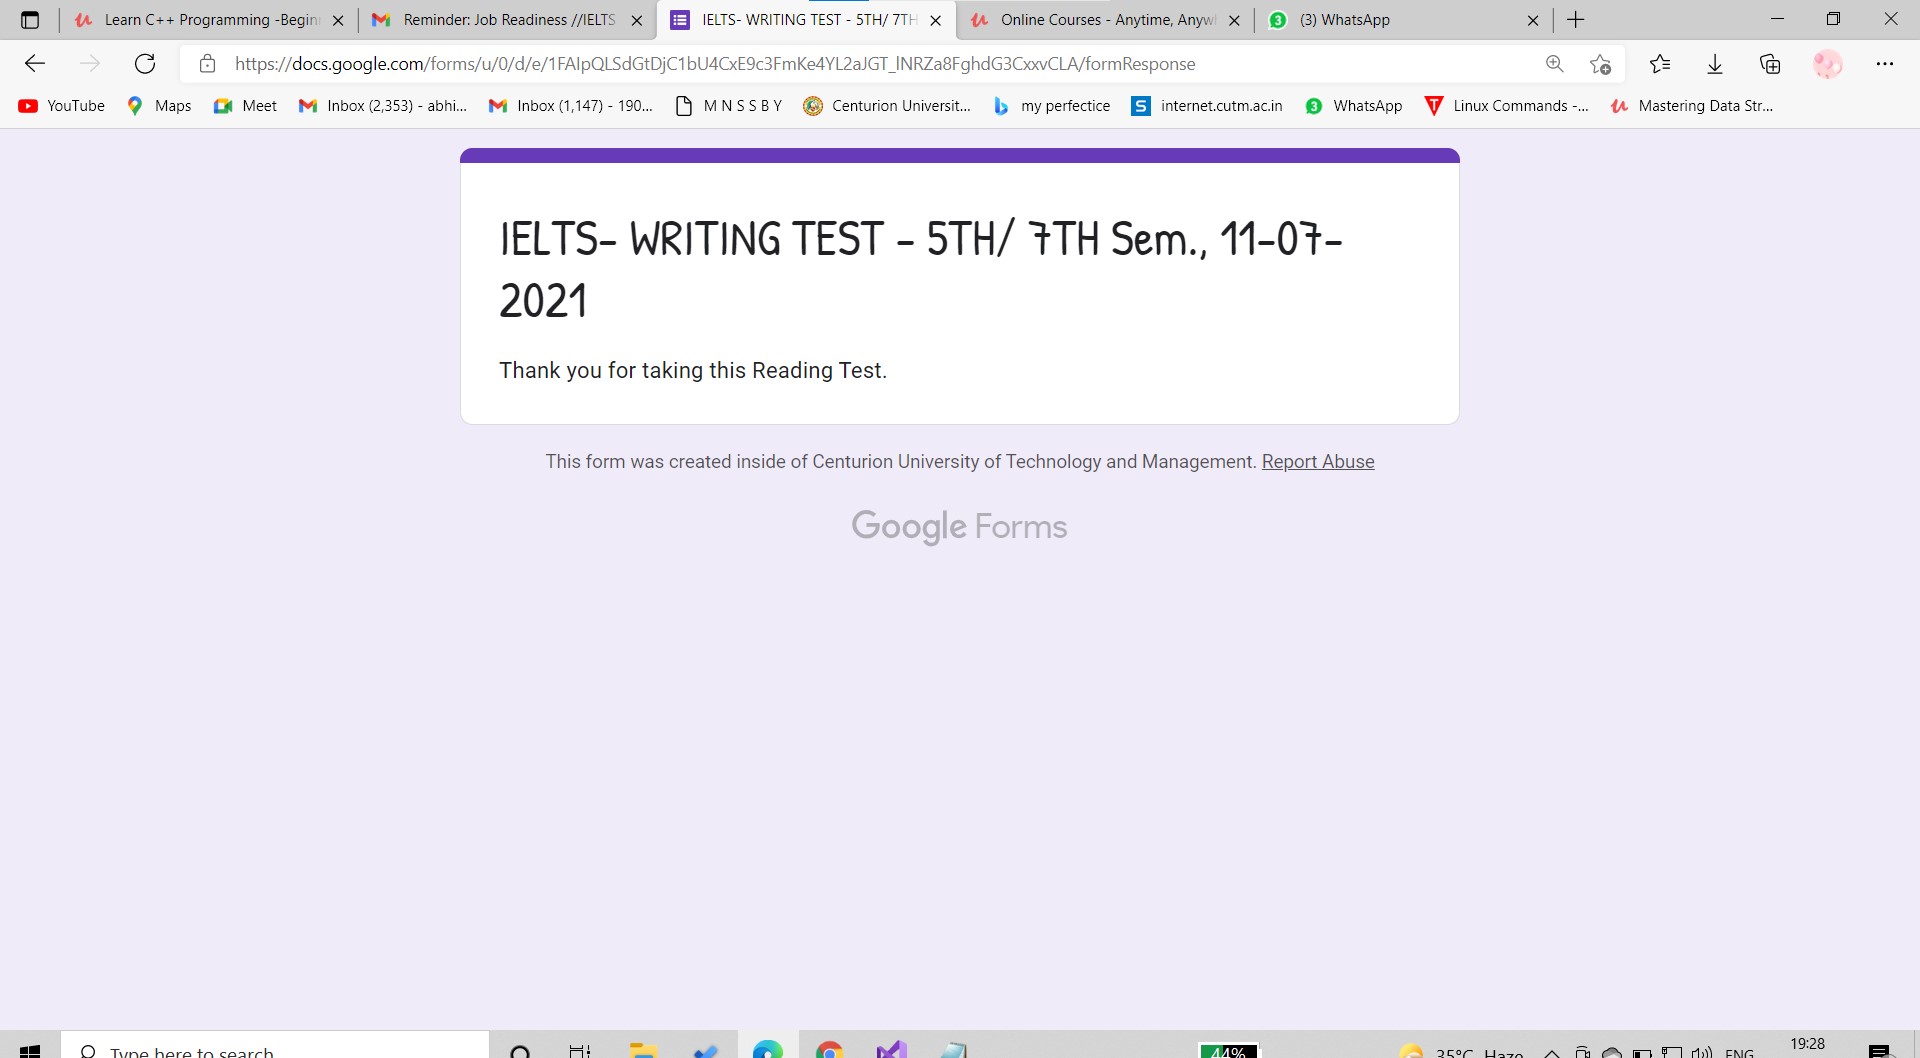 Learn C++ Programming -Begin
Reminder: Job Readiness //IELTS
IELTS- WRITING TEST - 5TH/ 7TH
Online Courses - Anytime, Anyw
3 (3) WhatsApp
https://docs.google.com/forms/u/0/d/e/1FAIpQLSdGtDjC1bU4CxE9c3FmKe4YL2aJGT_lNRZa8FghdG3CxxvCLA/formResponse
YouTube Maps Meet Inbox (2,353) - abhi... Inbox (1,147) - 190... M N S S B Y Centurion Universit... my perfectice S internet.cutm.ac.in 3 WhatsApp Linux Commands -... Mastering Data Str...
IELTS- WRITING TEST - 5TH/ 7TH Sem., 11-07-
2021
Thank you for taking this Reading Test.
This form was created inside of Centurion University of Technology and Management. Report Abuse
Google Forms
Type here to search
44%
35°C Haze
ENG
19:28